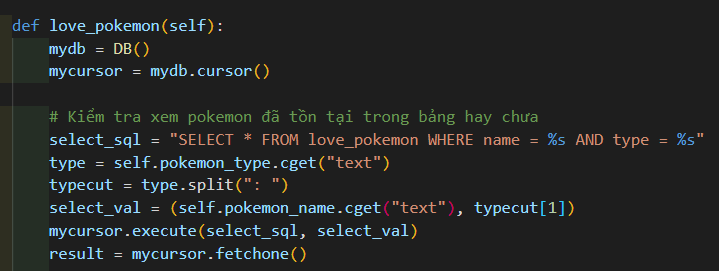 def love_pokemon(self):
    mydb = DB()
    mycursor = mydb.cursor()

    # Kiểm tra xem pokemon đã tồn tại trong bảng hay chưa
    select_sql = "SELECT * FROM love_pokemon WHERE name = %s AND type = %s"
    type = self.pokemon_type.cget("text")
    typecut = type.split(": ")
    select_val = (self.pokemon_name.cget("text"), typecut[1])
    mycursor.execute(select_sql, select_val)
    result = mycursor.fetchone()